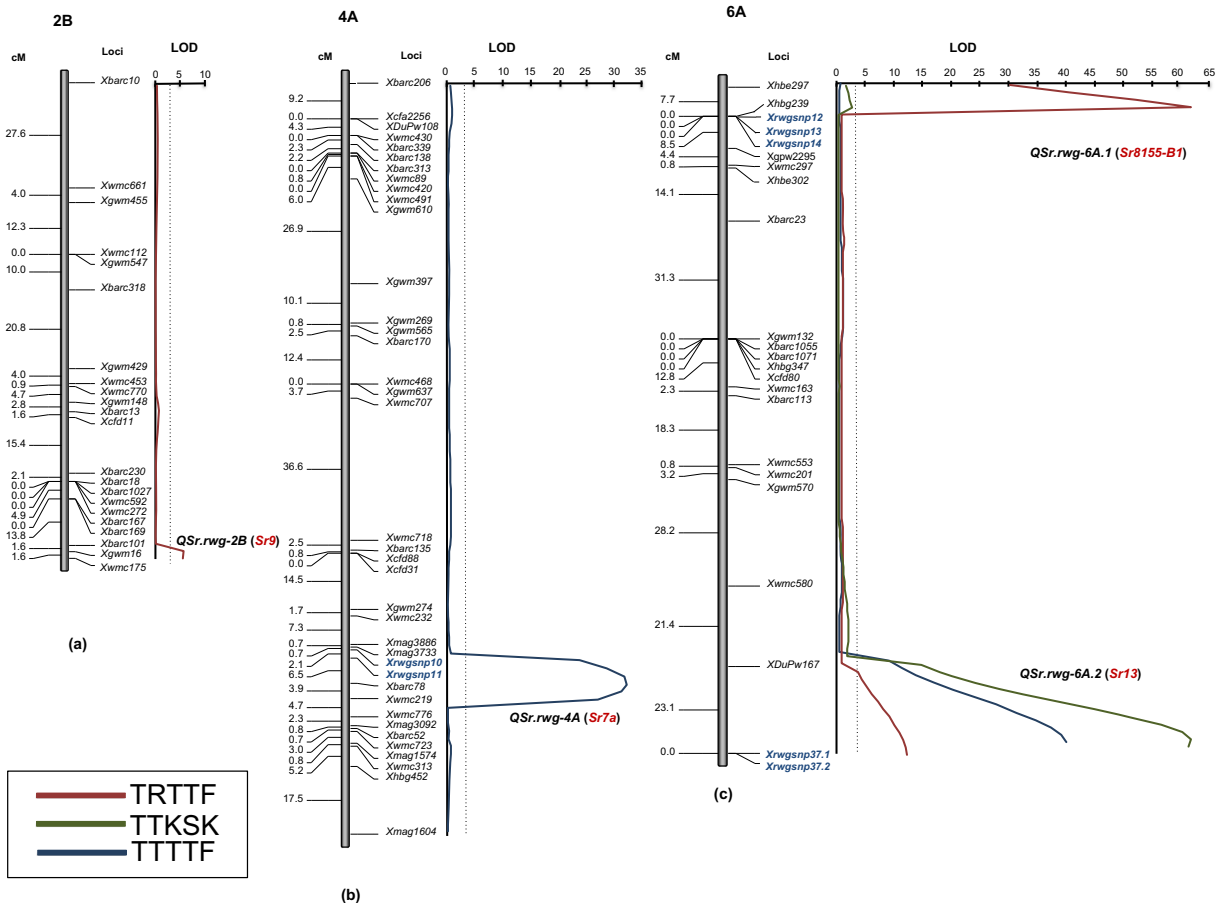 2B
cM
Loci
LOD
0
5
10
Xbarc10
27.6
Xwmc661
4.0
Xgwm455
12.3
Xwmc112
0.0
Xgwm547
10.0
Xbarc318
20.8
Xgwm429
4.0
Xwmc453
0.9
Xwmc770
4.7
Xgwm148
2.8
Xbarc13
1.6
Xcfd11
15.4
Xbarc230
2.1
Xbarc18
0.0
Xbarc1027
0.0
Xwmc592
0.0
Xwmc272
4.9
Xbarc167
0.0
Xbarc169
13.8
Xbarc101
1.6
Xgwm16
1.6
Xwmc175
QSr.rwg-2B (Sr9)
(a)
4A
cM
Loci
LOD
0
5
10
15
20
25
30
35
Xbarc206
9.2
Xcfa2256
0.0
XDuPw108
4.3
Xwmc430
0.0
Xbarc339
2.3
Xbarc138
2.2
Xbarc313
0.0
Xwmc89
0.8
Xwmc420
0.0
Xwmc491
6.0
Xgwm610
26.9
Xgwm397
10.1
Xgwm269
0.8
Xgwm565
2.5
Xbarc170
12.4
Xwmc468
0.0
Xgwm637
3.7
Xwmc707
36.6
Xwmc718
2.5
Xbarc135
0.8
Xcfd88
0.0
Xcfd31
14.5
Xgwm274
1.7
Xwmc232
7.3
Xmag3886
0.7
Xmag3733
0.7
Xrwgsnp10
2.1
Xrwgsnp11
6.5
Xbarc78
3.9
Xwmc219
4.7
Xwmc776
2.3
Xmag3092
0.8
Xbarc52
0.7
Xwmc723
3.0
Xmag1574
0.8
Xwmc313
5.2
Xhbg452
17.5
Xmag1604
QSr.rwg-4A (Sr7a)
(b)
6A
cM
Loci
LOD
0
5
10
15
20
25
30
35
40
45
50
55
60
65
Xhbe297
7.7
Xhbg239
0.0
Xrwgsnp12
0.0
Xrwgsnp13
0.0
Xrwgsnp14
8.5
Xgpw2295
4.4
Xwmc297
0.8
Xhbe302
14.1
Xbarc23
31.3
Xgwm132
0.0
Xbarc1055
0.0
Xbarc1071
0.0
Xhbg347
0.0
Xcfd80
12.8
Xwmc163
2.3
Xbarc113
18.3
Xwmc553
0.8
Xwmc201
3.2
Xgwm570
28.2
Xwmc580
21.4
XDuPw167
23.1
Xrwgsnp37.1
0.0
Xrwgsnp37.2
QSr.rwg-6A.1 (Sr8155-B1)
QSr.rwg-6A.2 (Sr13)
(c)
TRTTF
TTKSK
TTTTF